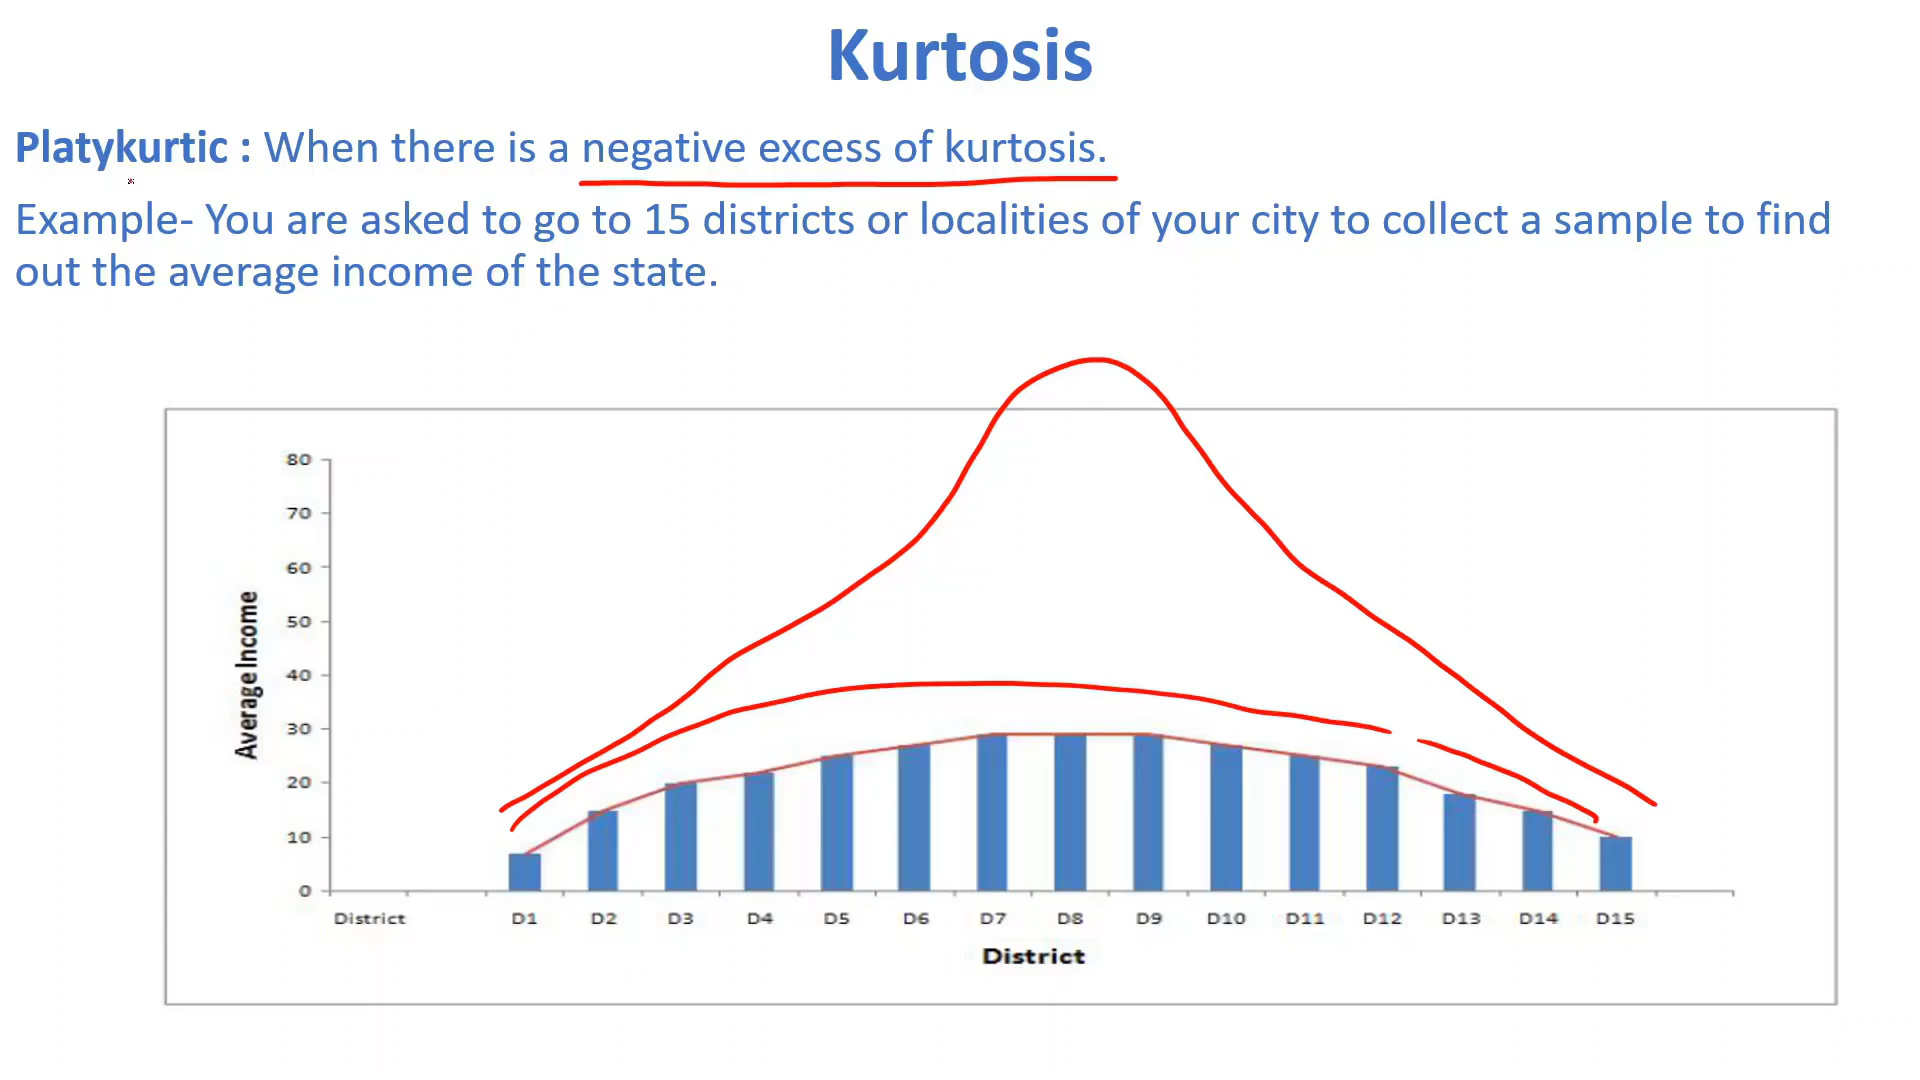 Kurtosis
Platykurtic : When there is a negative excess of kurtosis.
Example- You are asked to go to 15 districts or localities of your city to collect a sample to find
out the average income of the state.
80
70
60
50
40
30
20
10
0
Average Income
District D1 D2 D3 D4 D5 D6 D7 D8 D9 D10 D11 D12 D13 D14 D15
District